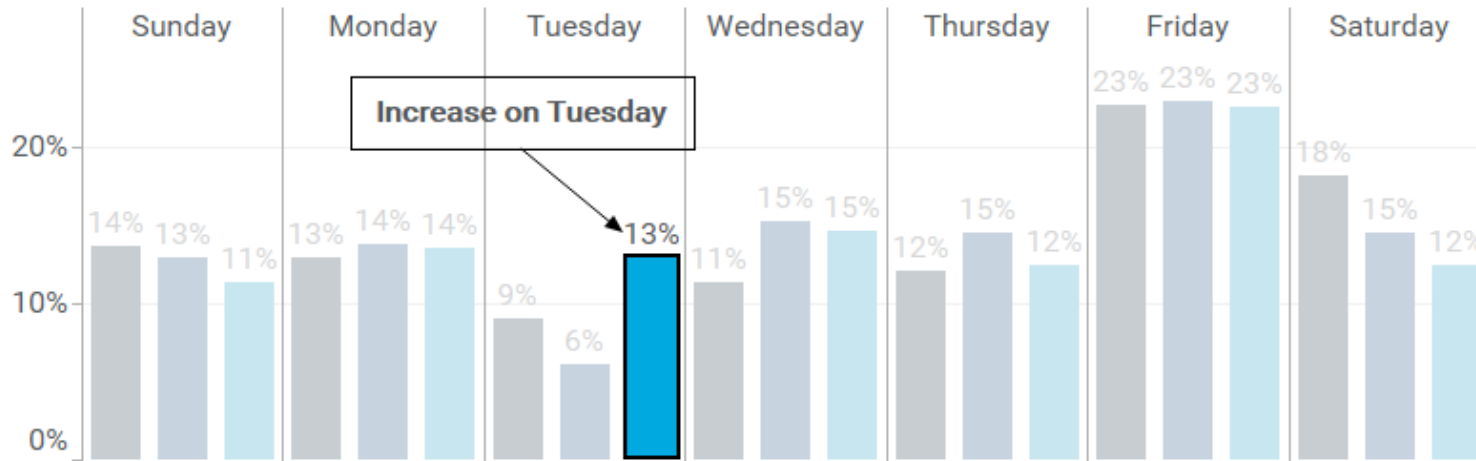 Sunday Monday Tuesday Wednesday Thursday Friday Saturday
Increase on Tuesday
20%
10%
0%
14% 13% 11%
13% 14% 14%
9% 6% 13%
11% 15% 15%
12% 15% 12%
23% 23% 23%
18% 15% 12%